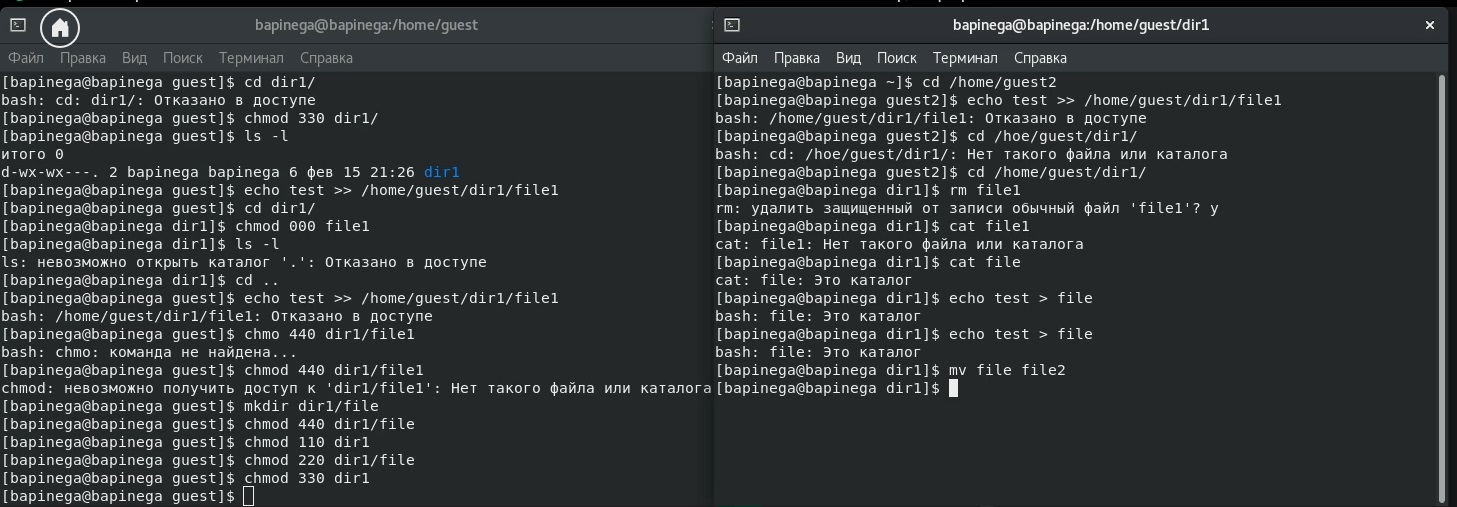 bapinega@bapinega:/home/guest
Файл Правка Вид Поиск Терминал Справка
[bapinega@bapinega guest]$ cd dir1/
bash: cd: dir1/: Отказано в доступе
[bapinega@bapinega guest]$ chmod 330 dir1/
[bapinega@bapinega guest]$ ls -l
итого 0
d-wx-wx---. 2 bapinega bapinega 6 фев 15 21:26 dir1
[bapinega@bapinega guest]$ echo test >> /home/guest/dir1/file1
[bapinega@bapinega guest]$ cd dir1/
[bapinega@bapinega dir1]$ chmod 000 file1
[bapinega@bapinega dir1]$ ls -l
ls: невозможно открыть каталог '.': Отказано в доступе
[bapinega@bapinega dir1]$ cd ..
[bapinega@bapinega guest]$ echo test >> /home/guest/dir1/file1
bash: /home/guest/dir1/file1: Отказано в доступе
[bapinega@bapinega guest]$ chmo 440 dir1/file1
bash: chmo: команда не найдена...
[bapinega@bapinega guest]$ chmod 440 dir1/file1
chmod: невозможно получить доступ к 'dir1/file1': Нет такого файла или каталога
[bapinega@bapinega guest]$ mkdir dir1/file
[bapinega@bapinega guest]$ chmod 440 dir1/file
[bapinega@bapinega guest]$ chmod 110 dir1
[bapinega@bapinega guest]$ chmod 220 dir1/file
[bapinega@bapinega guest]$ chmod 330 dir1
[bapinega@bapinega guest]$
bapinega@bapinega:/home/guest/dir1
Файл Правка Вид Поиск Терминал Справка
[bapinega@bapinega ~]$ cd /home/guest2
[bapinega@bapinega guest2]$ echo test >> /home/guest/dir1/file1
bash: /home/guest/dir1/file1: Отказано в доступе
[bapinega@bapinega guest2]$ cd /hoe/guest/dir1/
bash: cd: /hoe/guest/dir1/: Нет такого файла или каталога
[bapinega@bapinega guest2]$ cd /home/guest/dir1/
[bapinega@bapinega dir1]$ rm file1
rm: удалить защищенный от записи обычный файл 'file1'? y
[bapinega@bapinega dir1]$ cat file1
cat: file1: Нет такого файла или каталога
[bapinega@bapinega dir1]$ cat file
cat: file: Это каталог
[bapinega@bapinega dir1]$ echo test > file
bash: file: Это каталог
[bapinega@bapinega dir1]$ echo test > file
bash: file: Это каталог
[bapinega@bapinega dir1]$ mv file file2
[bapinega@bapinega dir1]$